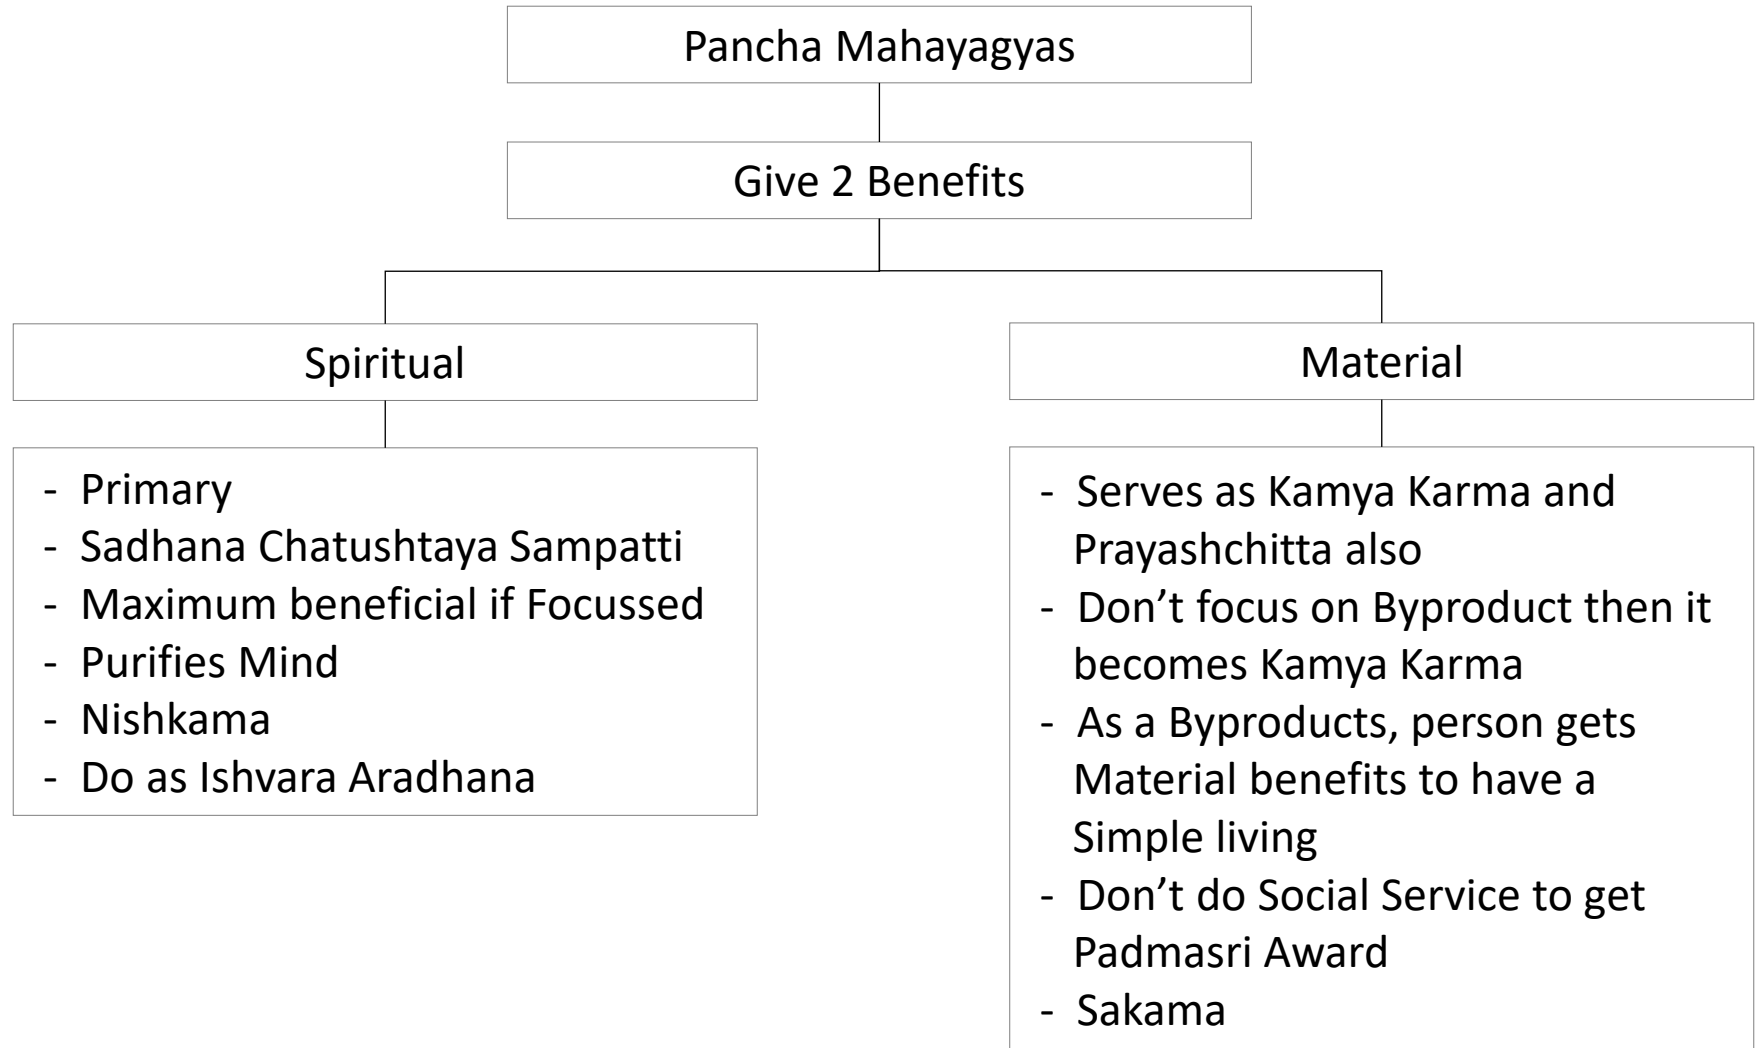 Pancha Mahayagyas
Give 2 Benefits
Spiritual
- Primary
- Sadhana Chatushtaya Sampatti
- Maximum beneficial if Focussed
- Purifies Mind
- Nishkama
- Do as Ishvara Aradhana
Material
- Serves as Kamya Karma and
Prayashchitta also
- Don’t focus on Byproduct then it
becomes Kamya Karma
- As a Byproducts, person gets
Material benefits to have a
Simple living
- Don’t do Social Service to get
Padmasri Award
- Sakama